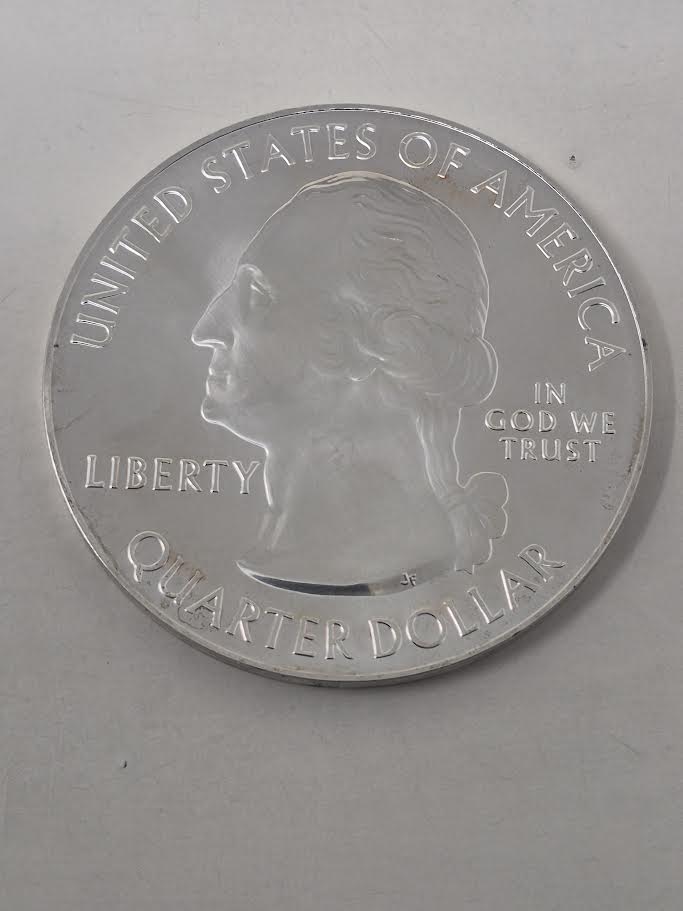 UNITED STATES OF AMERICA
IN
GOD WE
TRUST
LIBERTY
JF
QUARTER DOLLAR